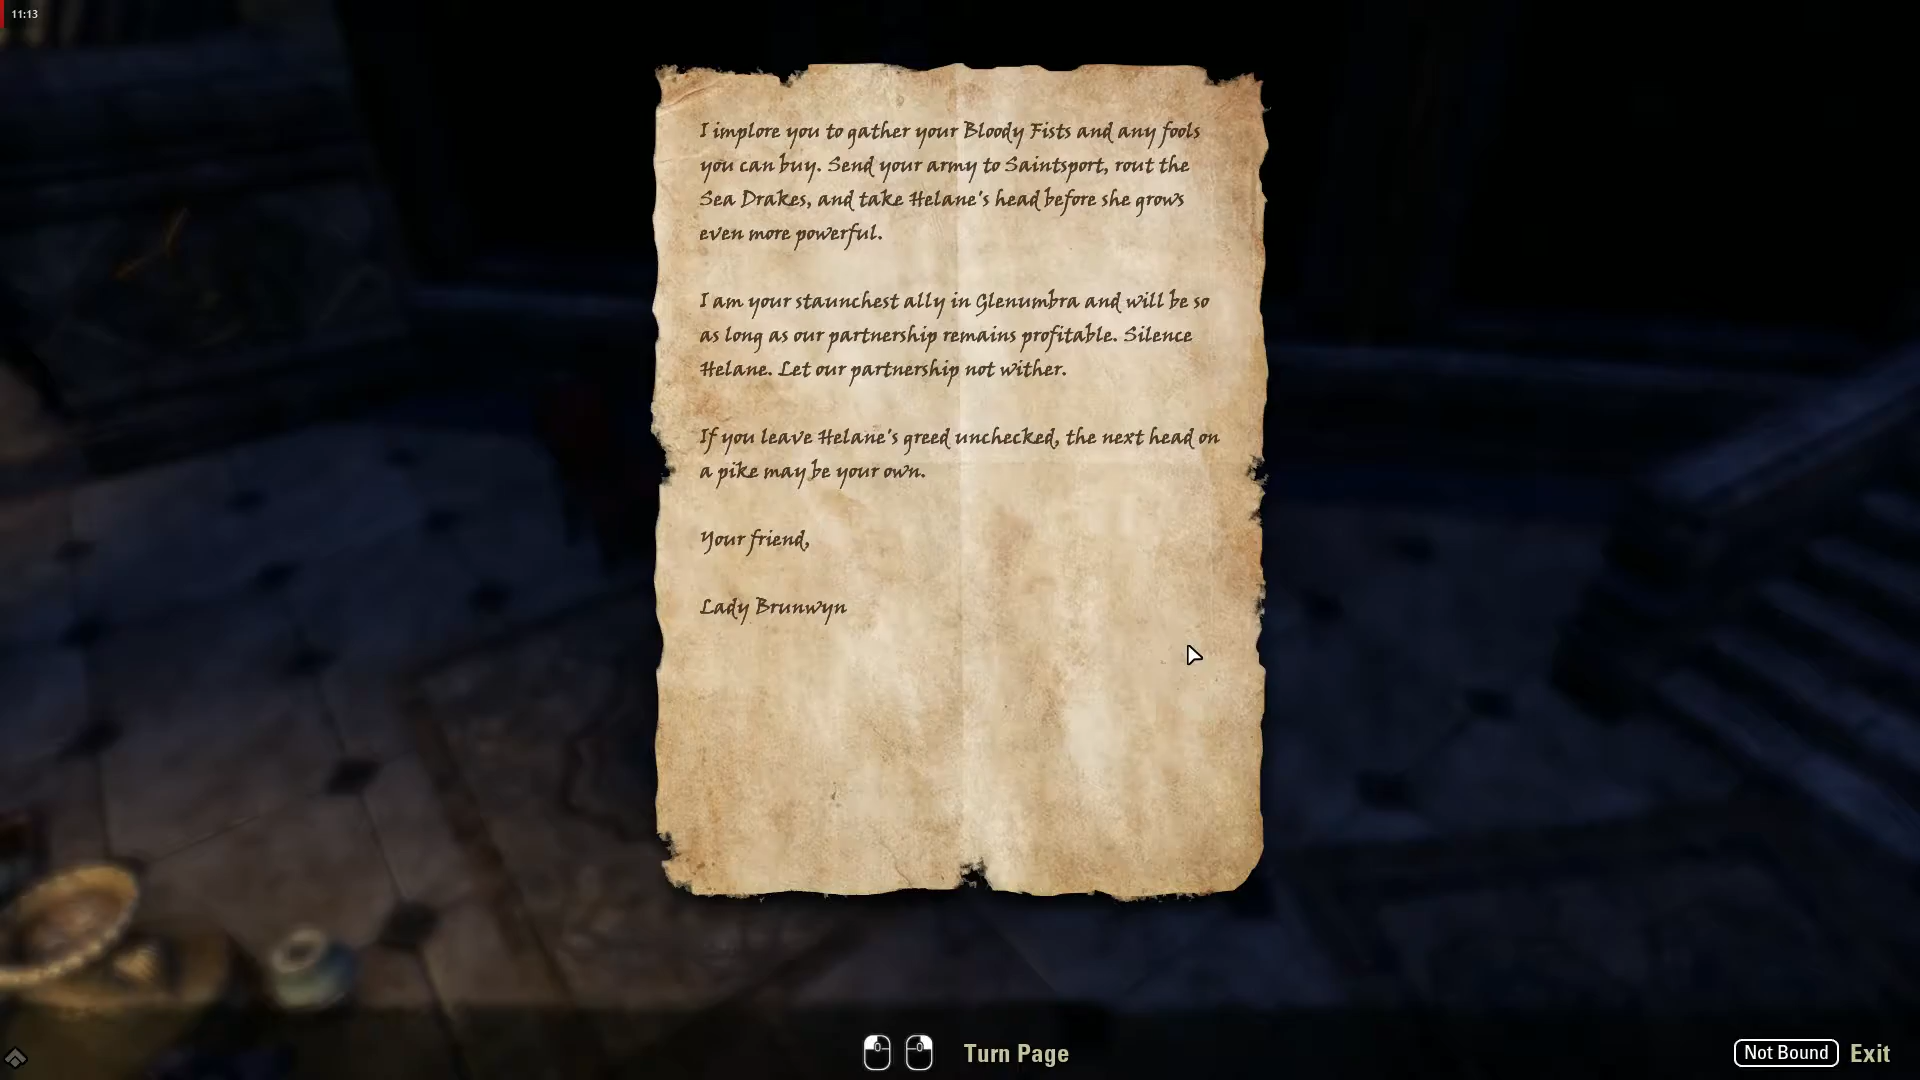 11:13
I implore you to gather your Bloody Fists and any fools
you can buy. Send your army to Saintsport, rout the
Sea Drakes, and take Helane's head before she grows
even more powerful.
I am your staunchest ally in Glenumbra and will be so
as long as our partnership remains profitable. Silence
Helane. Let our partnership not wither.
If you leave Helane's greed unchecked, the next head on
a pike may be your own.
Your friend,
Lady Brunwyn
Turn Page
Not Bound Exit